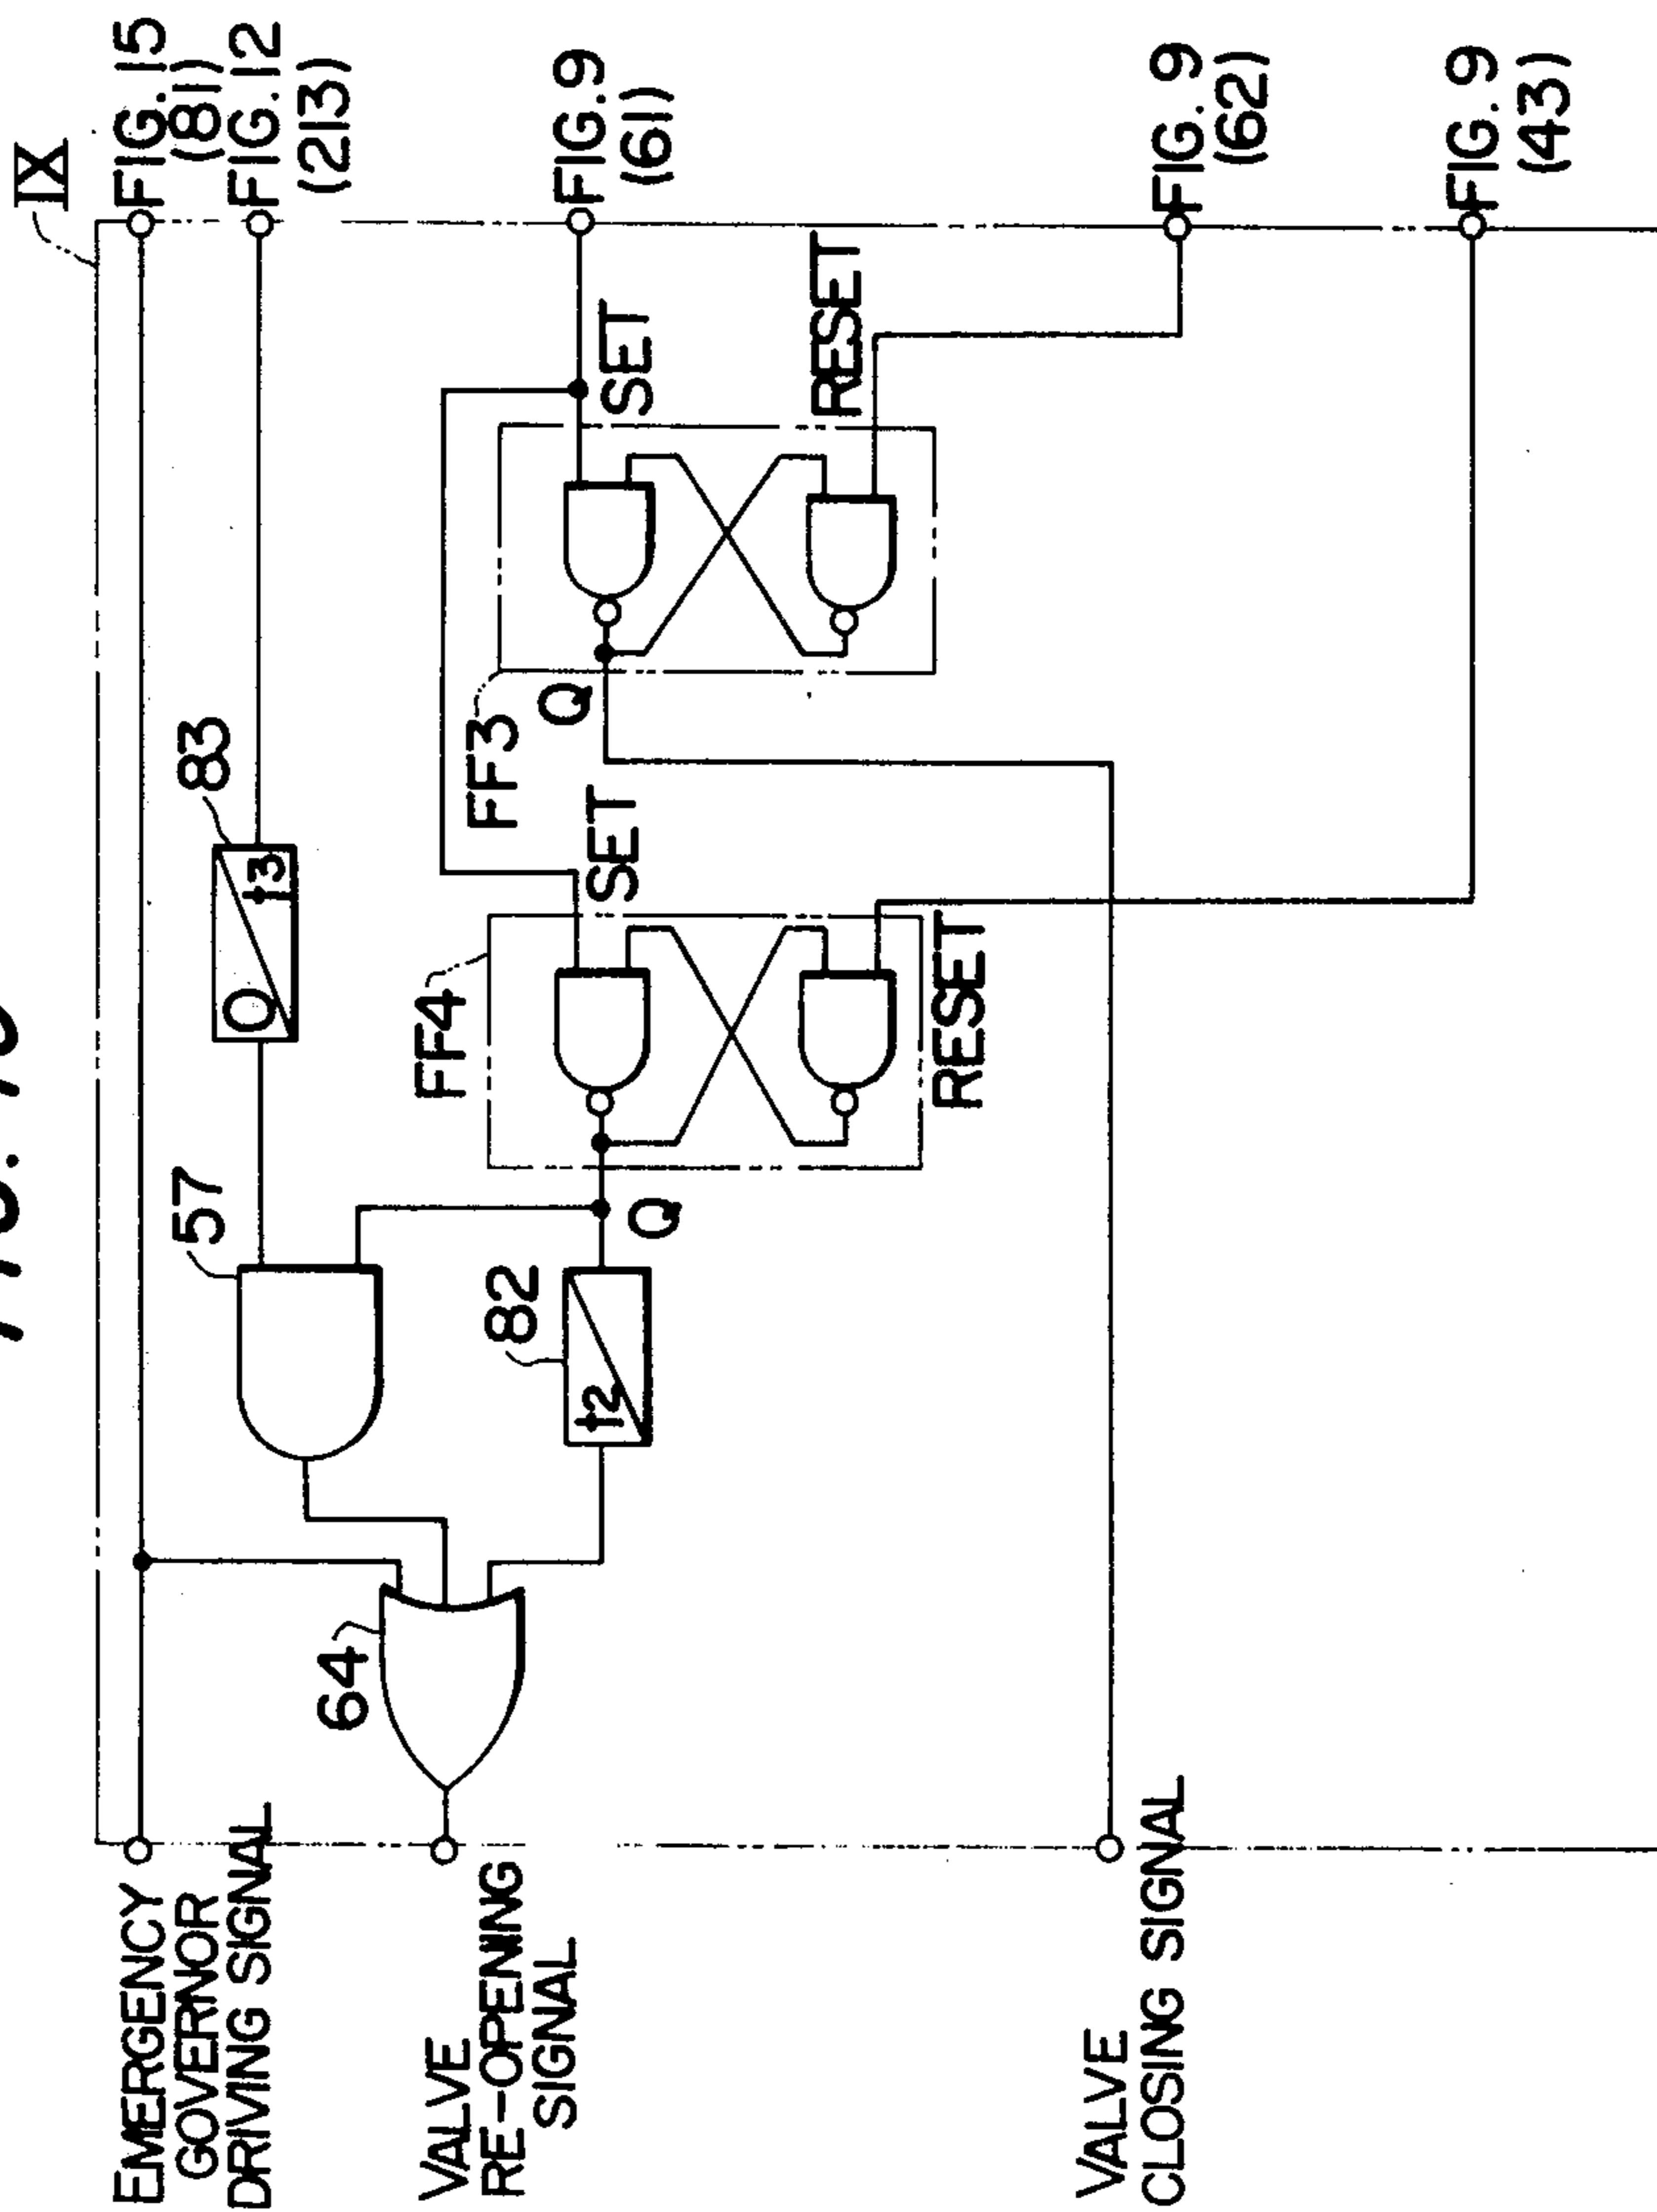 IX
FIG. 15
(81)
FIG. 12
(213)
FIG. 9
(61)
FIG. 9
(62)
FIG. 9
(43)
SET
RESET
FF3
Q
83
t3
0
SET
RESET
FF4
Q
57
82
t2
64
EMERGENCY
GOVERNOR
DRIVING SIGNAL
VALVE
RE-OPENING
SIGNAL
VALVE
CLOSING SIGNAL